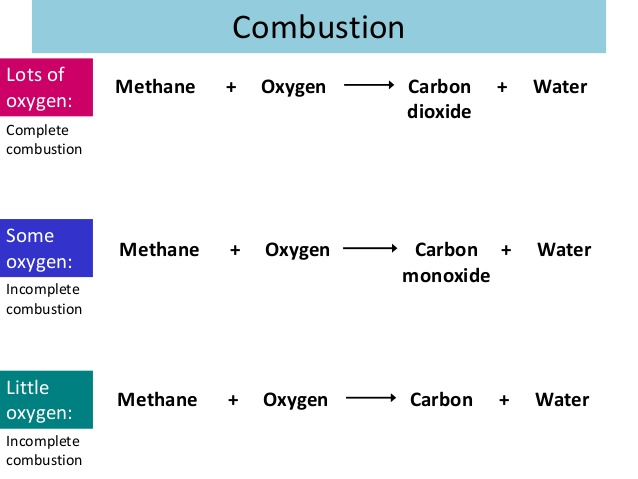 Combustion
Lots of
oxygen:
Complete
combustion
Methane + Oxygen Carbon + Water
dioxide
Some
oxygen:
Incomplete
combustion
Methane + Oxygen Carbon + Water
monoxide
Little
oxygen:
Incomplete
combustion
Methane + Oxygen Carbon + Water